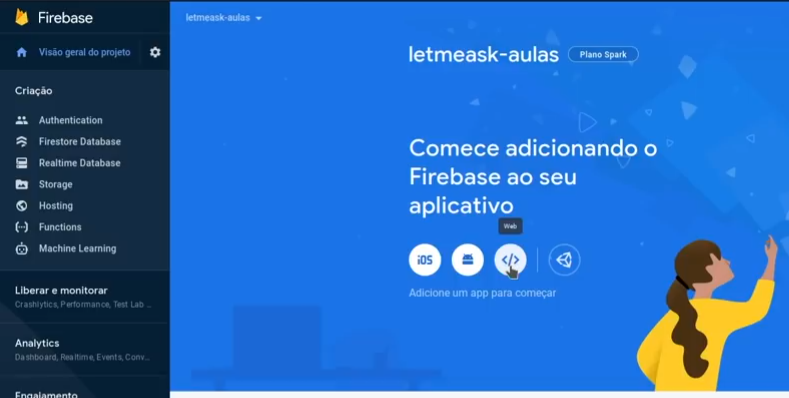 Firebase
letmeask-aulas
Visão geral do projeto
letmeask-aulas
Plano Spark
Criação
Authentication
Firestore Database
Realtime Database
Storage
Hosting
Functions
Machine Learning
Comece adicionando o
Firebase ao seu
aplicativo
Web
iOS
</>
Adicione um app para começar
Liberar e monitorar
Crashlytics, Performance, Test Lab ...
Analytics
Dashboard, Realtime, Events, Conv...
Engajamento